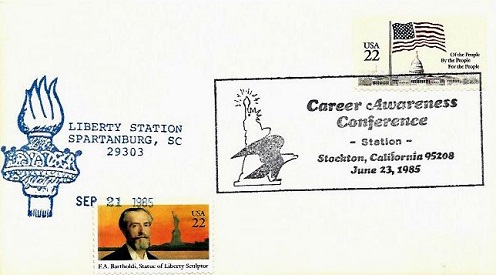 USA
22
Of the People
By the People
For the People
Career Awareness
Conference
- Station -
Stockton, California 95208
June 23, 1985
LIBERTY STATION
SPARTANBURG, SC
29303
SEP 21 1985
USA
22
F.A. Bartholdi, Statue of Liberty Sculptor